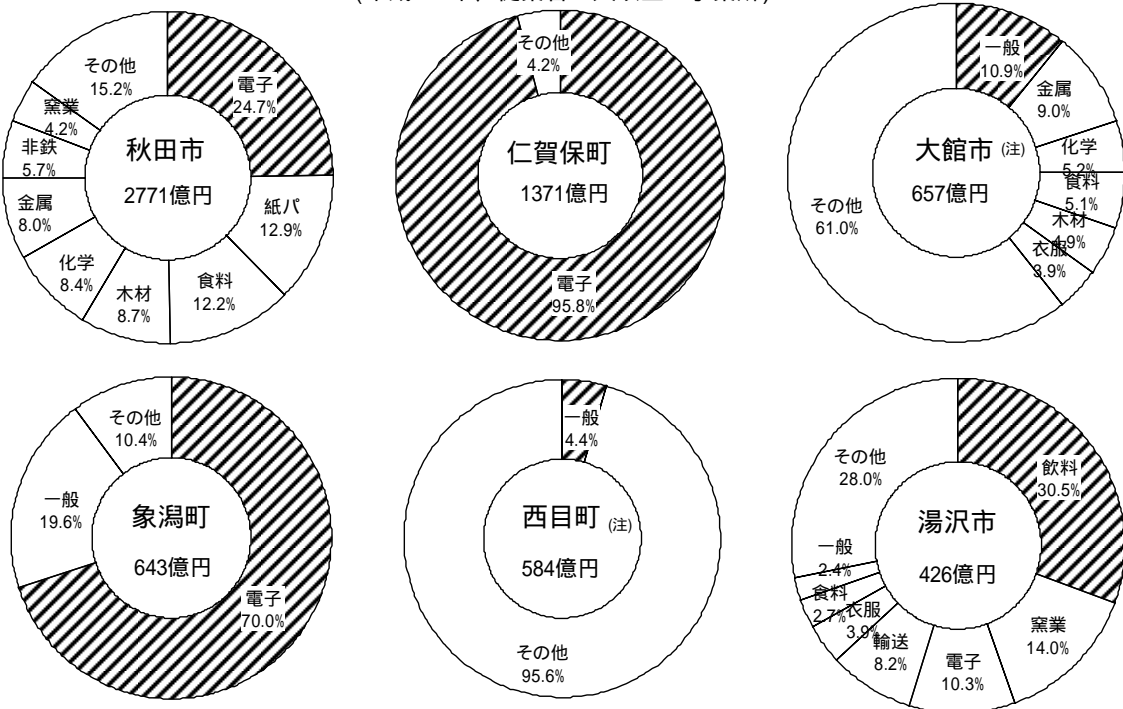 その他
15.2%
電子
24.7%
窯業
4.2%
非鉄
5.7%
金属
8.0%
化学
8.4%
木材
8.7%
食料
12.2%
紙パ
12.9%
秋田市
2771億円
その他
4.2%
電子
95.8%
仁賀保町
1371億円
一般
10.9%
金属
9.0%
化学
5.2%
食料
5.1%
木材
4.9%
衣服
3.9%
その他
61.0%
大館市 (注)
657億円
その他
10.4%
一般
19.6%
電子
70.0%
象潟町
643億円
一般
4.4%
その他
95.6%
西目町 (注)
584億円
その他
28.0%
飲料
30.5%
一般
2.4%
食料
2.7%
衣服
3.9%
輸送
8.2%
電子
10.3%
窯業
14.0%
湯沢市
426億円